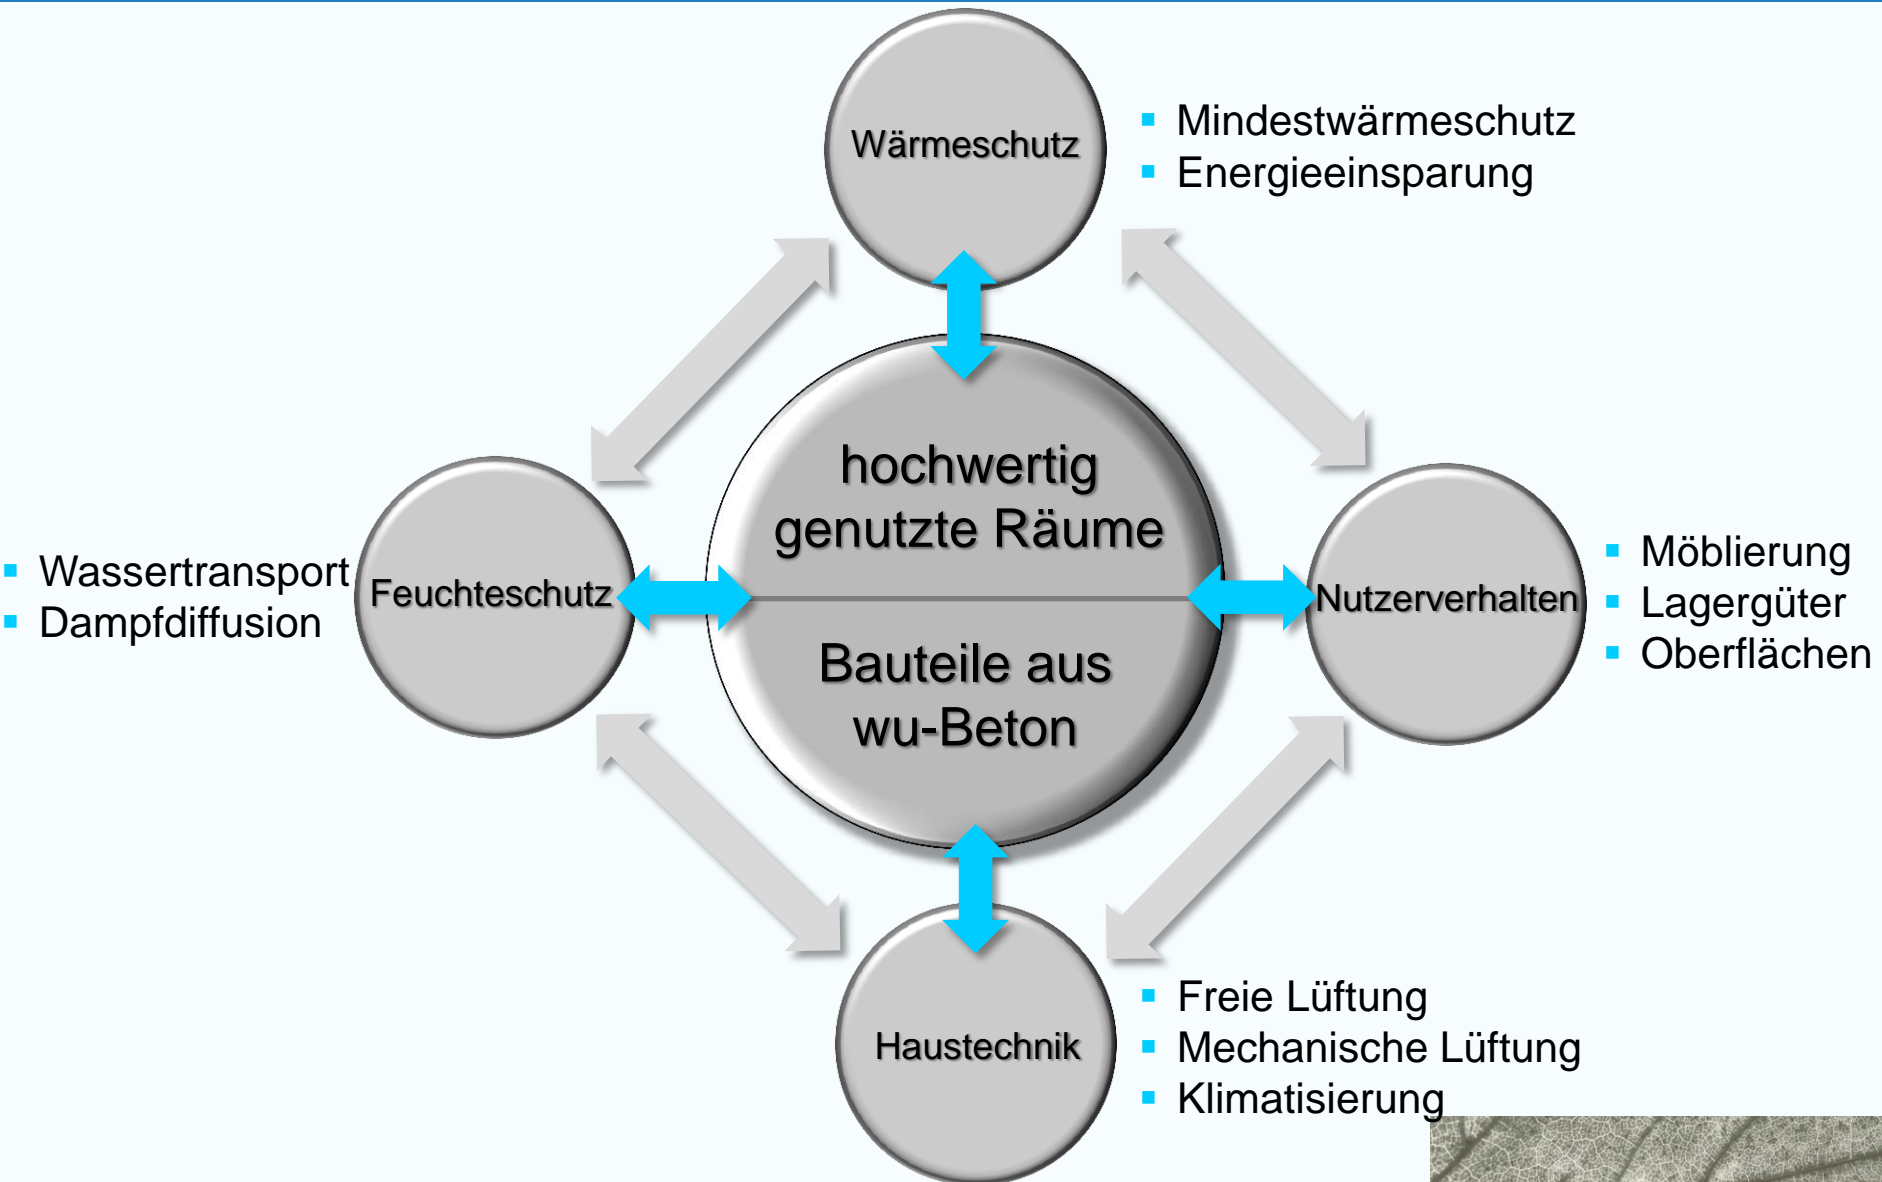 Wärmeschutz
Mindestwärmeschutz
Energieeinsparung
hochwertig
genutzte Räume
Bauteile aus
wu-Beton
Wassertransport
Dampfdiffusion
Feuchteschutz
Nutzerverhalten
Möblierung
Lagergüter
Oberflächen
Haustechnik
Freie Lüftung
Mechanische Lüftung
Klimatisierung